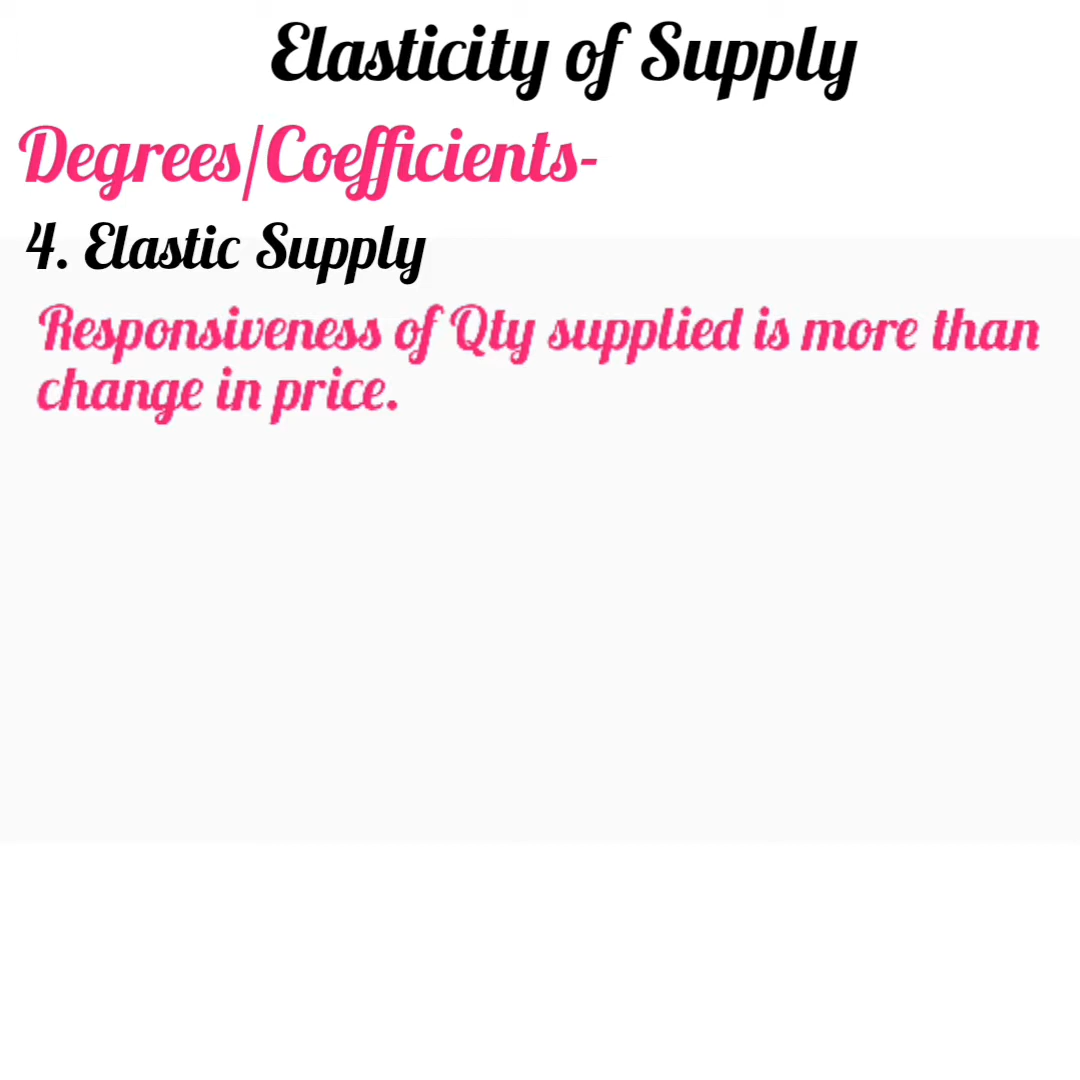 Elasticity of Supply
Degrees/Coefficients-
4. Elastic Supply
Responsiveness of Qty supplied is more than
change in price.